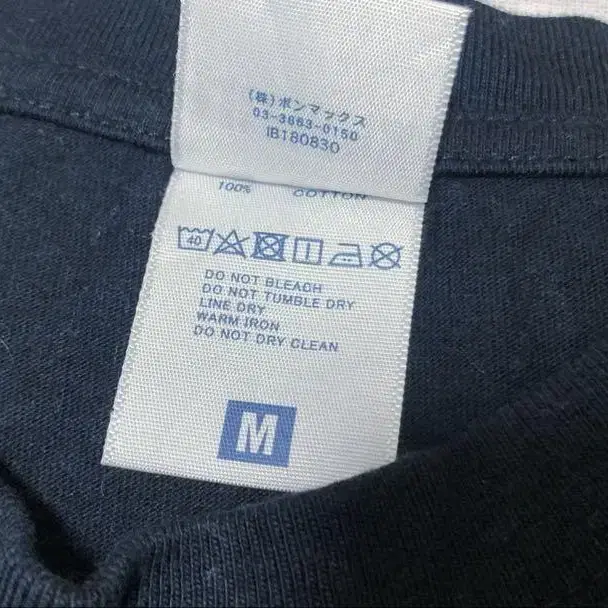 (株)ボンマックス
03-3863-0150
IB180830
100% COTTON
40
DO NOT BLEACH
DO NOT TUMBLE DRY
LINE DRY
WARM IRON
DO NOT DRY CLEAN
M